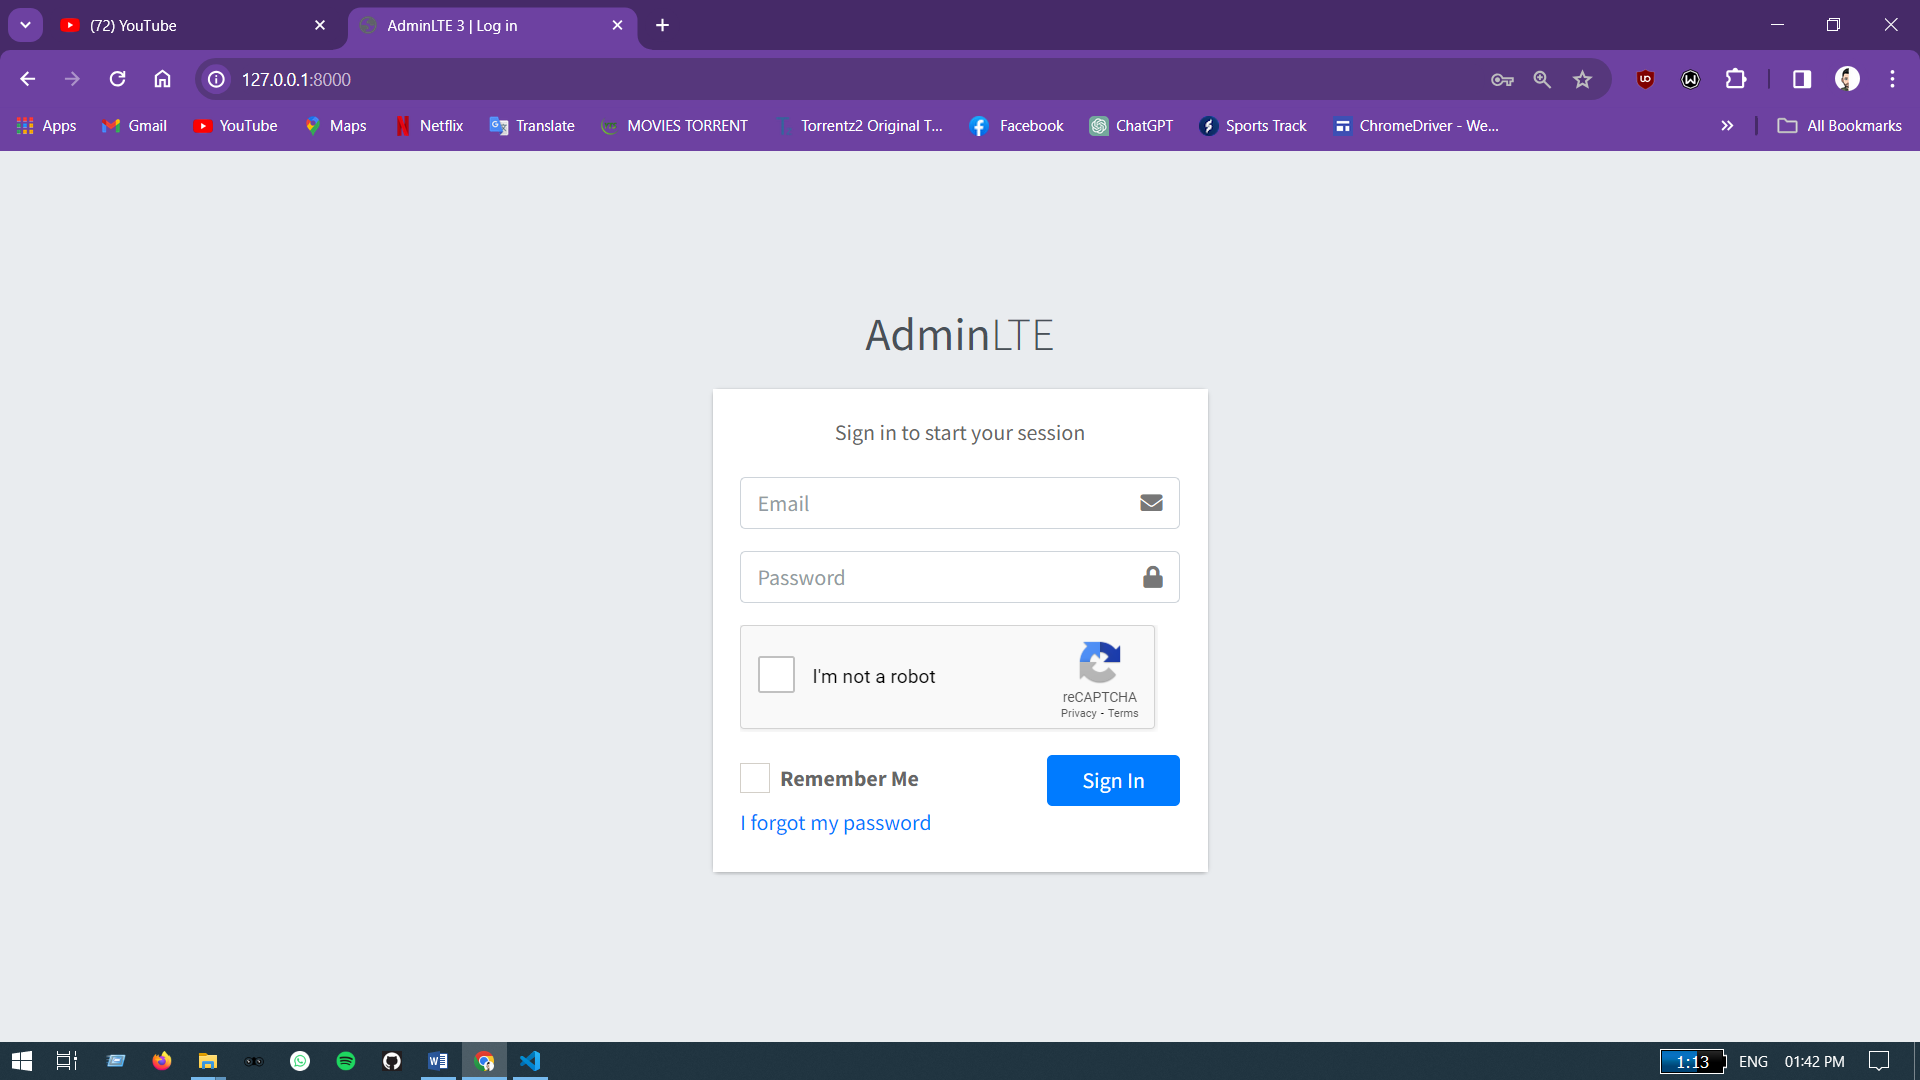 (72) YouTube
AdminLTE 3 | Log in
127.0.0.1:8000
Apps
Gmail
YouTube
Maps
Netflix
Translate
MOVIES TORRENT
Torrentz2 Original T...
Facebook
ChatGPT
Sports Track
ChromeDriver - We...
All Bookmarks
AdminLTE
Sign in to start your session
Email
Password
I'm not a robot
reCAPTCHA
Privacy - Terms
Remember Me
Sign In
I forgot my password
1:13
ENG
01:42 PM